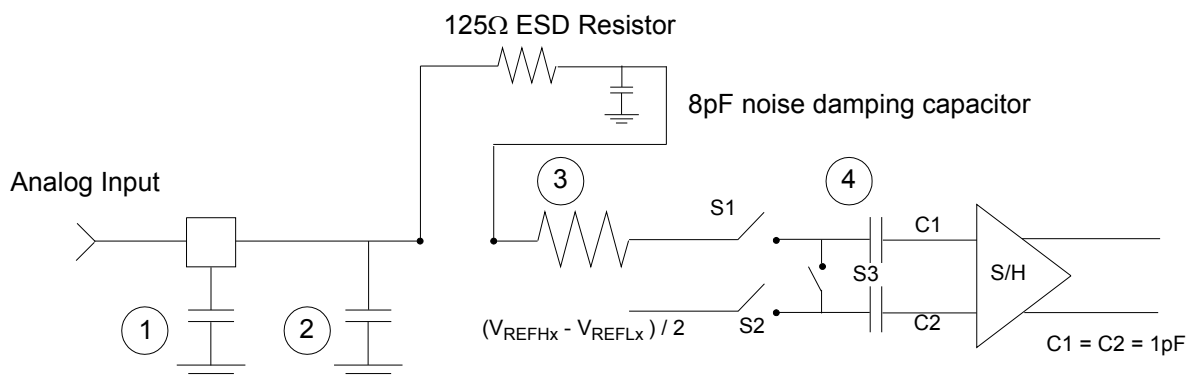 125Ω ESD Resistor
8pF noise damping capacitor
Analog Input
3
4
S1
C1
S/H
S3
1
2
(VREFHx - VREFLx ) / 2
S2
C2
C1 = C2 = 1pF